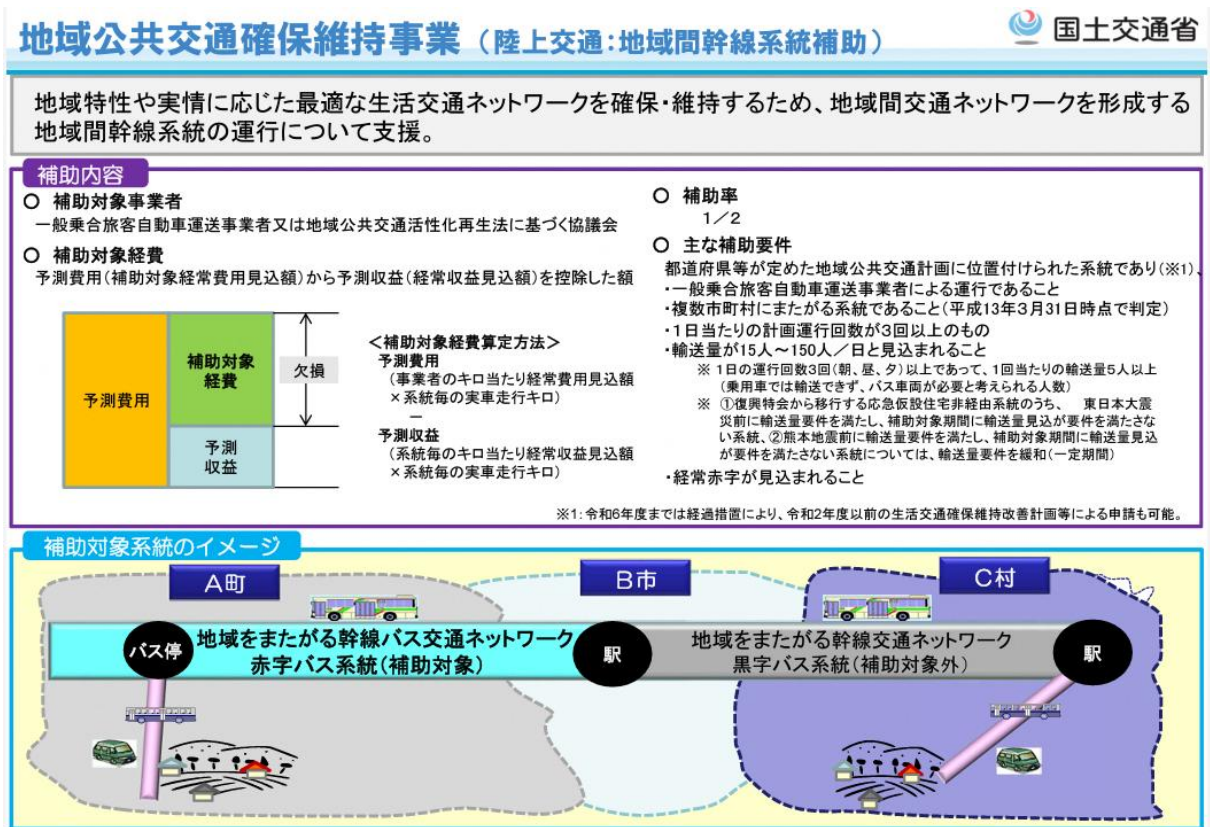 地域公共交通確保維持事業（陸上交通：地域間幹線系統補助）
国土交通省
地域特性や実情に応じた最適な生活交通ネットワークを確保・維持するため、地域間交通ネットワークを形成する
地域間幹線系統の運行について支援。
補助内容
○ 補助対象事業者
一般乗合旅客自動車運送事業者又は地域公共交通活性化再生法に基づく協議会
○ 補助対象経費
予測費用（補助対象経常費用見込額）から予測収益（経常収益見込額）を控除した額
予測費用
補助対象
経費
予測
収益
欠損
＜補助対象経費算定方法＞
予測費用
（事業者のキロ当たり経常費用見込額
×系統毎の実車走行キロ）
－
予測収益
（系統毎のキロ当たり経常収益見込額
×系統毎の実車走行キロ）
○ 補助率
１／２
○ 主な補助要件
都道府県等が定めた地域公共交通計画に位置付けられた系統であり（※１）、
・一般乗合旅客自動車運送事業者による運行であること
・複数市町村にまたがる系統であること（平成13年３月31日時点で判定）
・１日当たりの計画運行回数が３回以上のもの
・輸送量が15人～150人／日と見込まれること
※ １日の運行回数３回（朝、昼、夕）以上であって、１回当たりの輸送量５人以上
（乗用車では輸送できず、バス車両が必要と考えられる人数）
※ ①復興特会から移行する応急仮設住宅非経由系統のうち、 東日本大震
災前に輸送量要件を満たし、補助対象期間に輸送量見込が要件を満たさな
い系統、②熊本地震前に輸送量要件を満たし、補助対象期間に輸送量見込
が要件を満たさない系統については、輸送量要件を緩和（一定期間）
・経常赤字が見込まれること
※１：令和６年度までは経過措置により、令和２年度以前の生活交通確保維持改善計画等による申請も可能。
補助対象系統のイメージ
Ａ町
Ｂ市
Ｃ村
バス停
地域をまたがる幹線バス交通ネットワーク
赤字バス系統（補助対象）
駅
地域をまたがる幹線交通ネットワーク
黒字バス系統（補助対象外）
駅